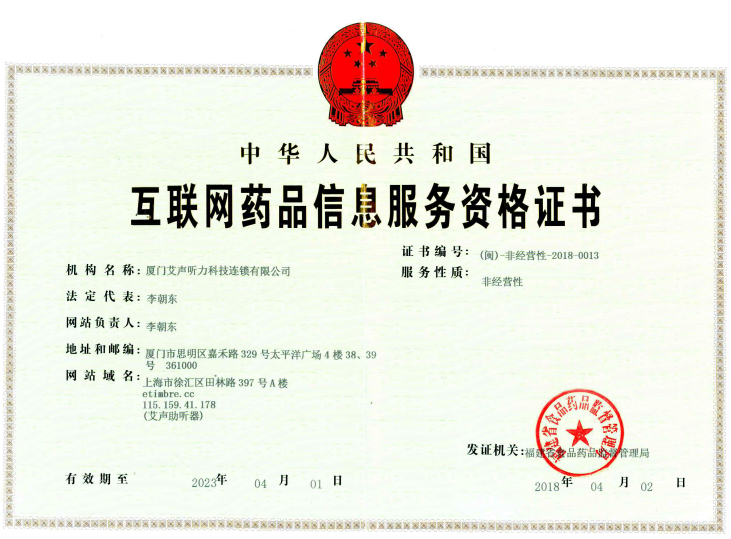 中华人民共和国
互联网药品信息服务资格证书
证书编号: (闽)-非经营性-2018-0013
服务性质: 非经营性
机构名称: 厦门艾声听力科技连锁有限公司
法定代表: 李朝东
网站负责人: 李朝东
地址和邮编: 厦门市思明区嘉禾路 329 号太平洋广场 4 楼 38、39
号 361000
网站域名: 上海市徐汇区田林路 397 号 A 楼
etimbre.cc
115.159.41.178
(艾声助听器)
福建省食品药品监督管理局
发证机关: 福建省食品药品监督管理局
有效期至 2023年 04 月 01 日
2018 年 04 月 02 日